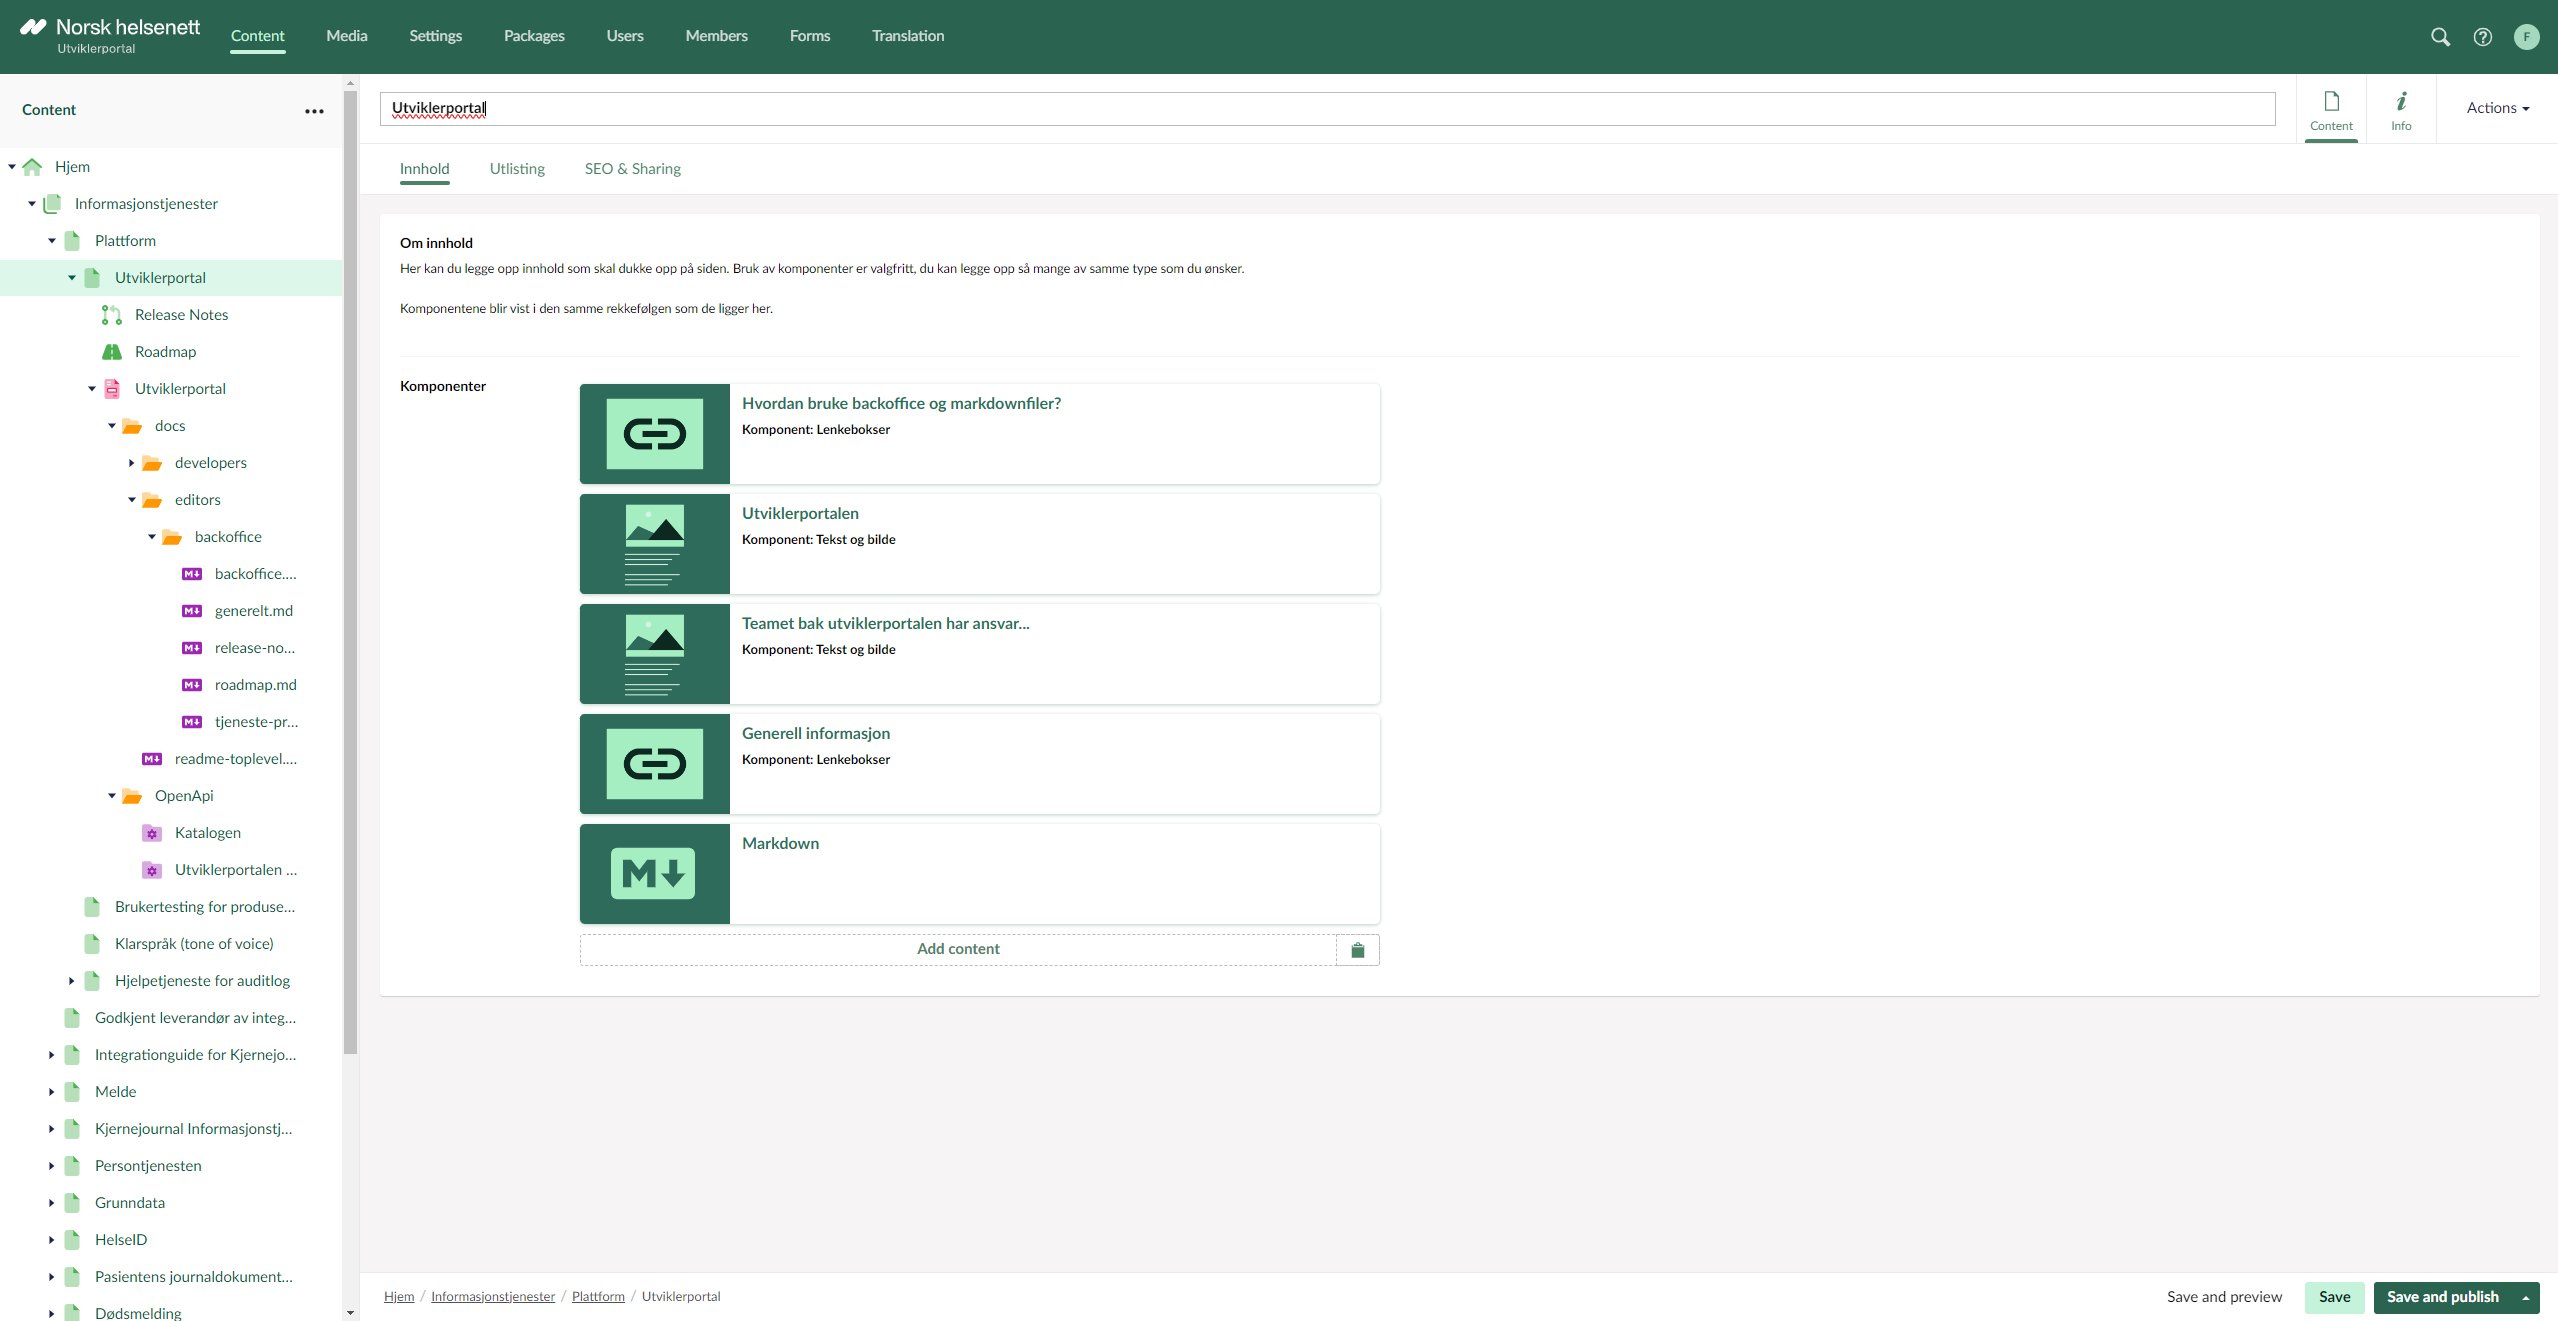 Norsk helsenett
Utviklerportal
Content Media Settings Packages Users Members Forms Translation
F
Content
Utviklerportal
Content
Info
Actions
Innhold Utlisting SEO & Sharing
Hjem
Informasjonstjenester
Plattform
Utviklerportal
Release Notes
Roadmap
Utviklerportal
docs
developers
editors
backoffice
backoffice....
generelt.md
release-no...
roadmap.md
tjeneste-pr...
readme-toplevel....
OpenApi
Katalogen
Utviklerportalen ...
Brukertesting for produse...
Klarspråk (tone of voice)
Hjelpetjeneste for auditlog
Godkjent leverandør av integ...
Integrationguide for Kjernejo...
Melde
Kjernejournal Informasjonstj...
Persontjenesten
Grunndata
HelseID
Pasientens journaldokument...
Dødsmelding
Om innhold
Her kan du legge opp innhold som skal dukke opp på siden. Bruk av komponenter er valgfritt, du kan legge opp så mange av samme type som du ønsker.
Komponentene blir vist i den samme rekkefølgen som de ligger her.
Komponenter
Hvordan bruke backoffice og markdownfiler?
Komponent: Lenkebokser
Utviklerportalen
Komponent: Tekst og bilde
Teamet bak utviklerportalen har ansvar...
Komponent: Tekst og bilde
Generell informasjon
Komponent: Lenkebokser
Markdown
Add content
Hjem / Informasjonstjenester / Plattform / Utviklerportal
Save and preview
Save
Save and publish